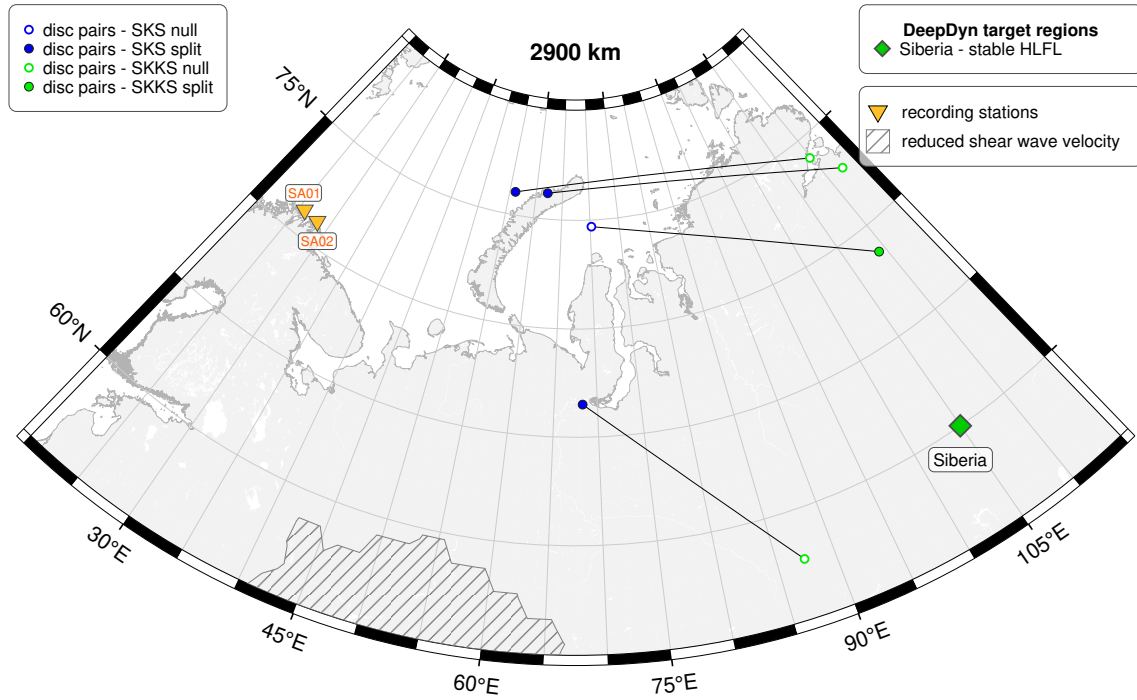 disc pairs - SKS null
disc pairs - SKS split
disc pairs - SKKS null
disc pairs - SKKS split
2900 km
DeepDyn target regions
Siberia - stable HLFL
recording stations
reduced shear wave velocity
75°N
SA01
SA02
60°N
Siberia
30°E
45°E
60°E
75°E
90°E
105°E